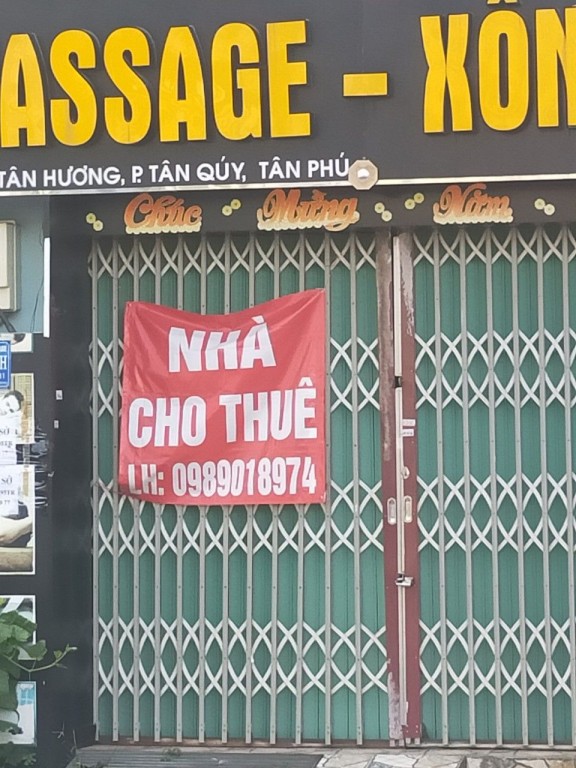 ASSAGE - XÔN
TÂN HƯƠNG, P. TÂN QÚY, TÂN PHÚ
Chúc Mừng Năm
NHÀ
CHO THUÊ
LH: 0989018974